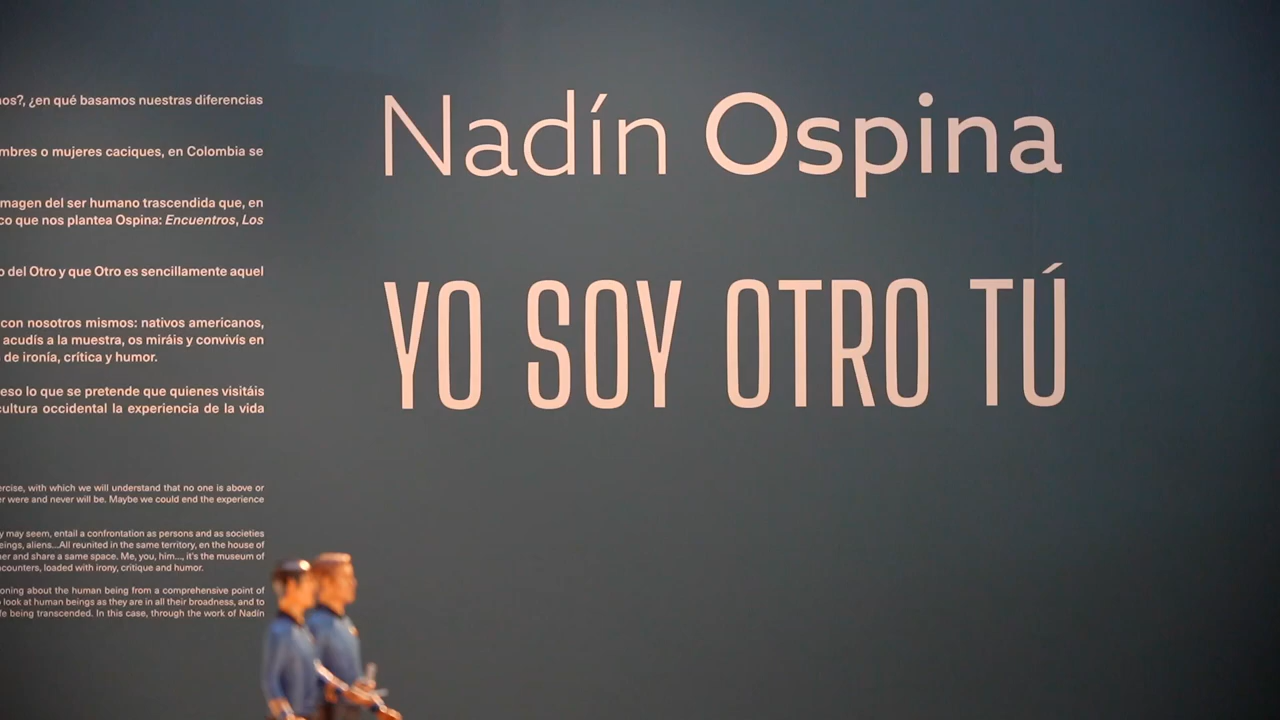 nos?, ¿en qué basamos nuestras diferencias
mbres o mujeres caciques, en Colombia se
magen del ser humano trascendida que, en
co que nos plantea Ospina: Encuentros, Los
o del Otro y que Otro es sencillamente aquel
con nosotros mismos: nativos americanos,
acudís a la muestra, os miráis y convivís en
de ironía, crítica y humor.
eso lo que se pretende que quienes visitáis
cultura occidental la experiencia de la vida
ercise, with which we will understand that no one is above or
er were and never will be. Maybe we could end the experience
y may seem, entail a confrontation as persons and as societies
eings, aliens...All reunited in the same territory, en the house of
her and share a same space. Me, you, him..., it's the museum of
counters, loaded with irony, critique and humor.
oning about the human being from a comprehensive point of
look at human beings as they are in all their broadness, and to
fe being transcended. In this case, through the work of Nadín
Nadín Ospina
YO SOY OTRO TÚ